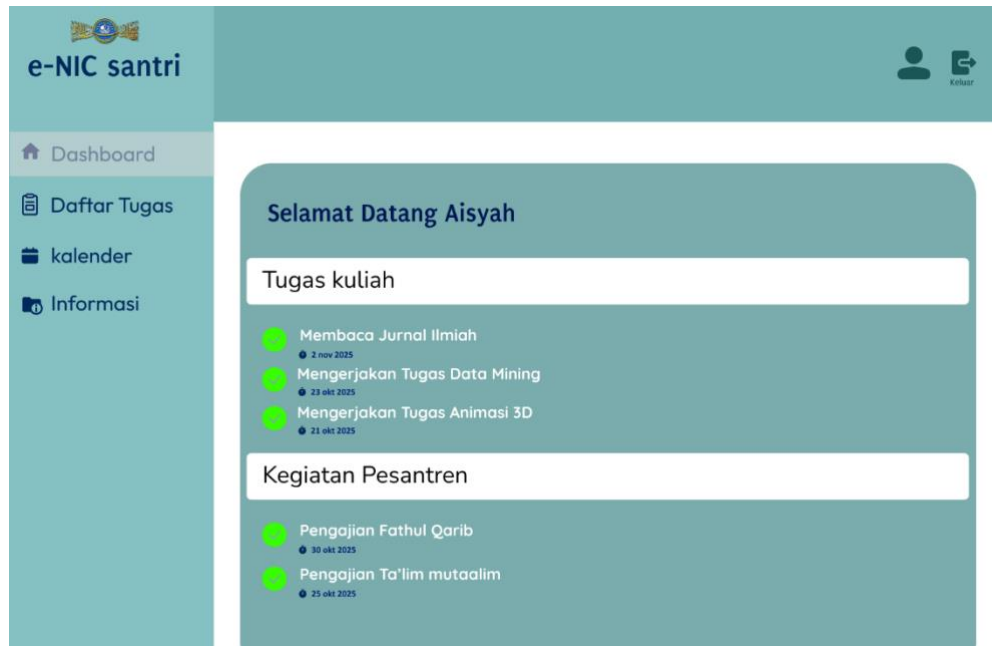 e-NIC santri
Keluar
Dashboard
Daftar Tugas
kalender
Informasi
Selamat Datang Aisyah
Tugas kuliah
Membaca Jurnal Ilmiah
2 nov 2025
Mengerjakan Tugas Data Mining
23 okt 2025
Mengerjakan Tugas Animasi 3D
21 okt 2025
Kegiatan Pesantren
Pengajian Fathul Qarib
30 okt 2025
Pengajian Ta'lim mutaalim
25 okt 2025